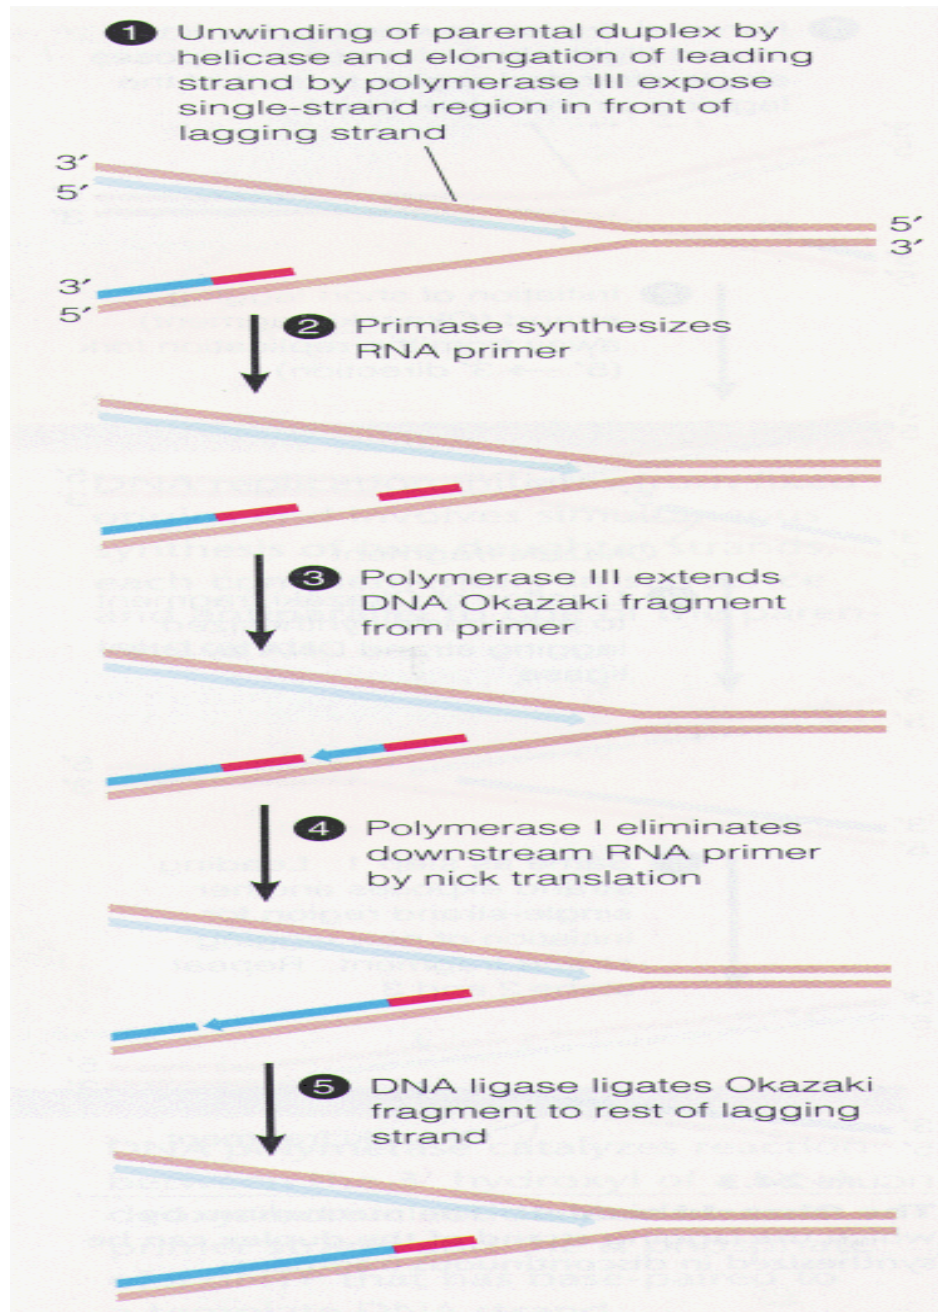 1 Unwinding of parental duplex by
helicase and elongation of leading
strand by polymerase III expose
single-strand region in front of
lagging strand
3′
5′
5′
3′
3′
5′
2 Primase synthesizes
RNA primer
3 Polymerase III extends
DNA Okazaki fragment
from primer
4 Polymerase I eliminates
downstream RNA primer
by nick translation
5 DNA ligase ligates Okazaki
fragment to rest of lagging
strand